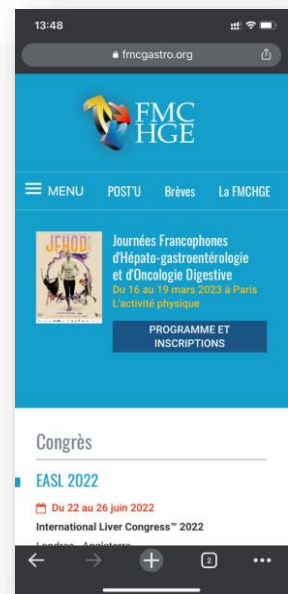 13:48
fmcgastro.org
FMC
HGE
MENU POST'U Brèves La FMCHGE
JFHOD
Journées Francophones
d'Hépato-gastroentérologie
et d'Oncologie Digestive
Du 16 au 19 mars 2023 à Paris
L'activité physique
PROGRAMME ET
INSCRIPTIONS
Congrès
EASL 2022
Du 22 au 26 juin 2022
International Liver Congress™ 2022
Londres - Angleterre
2